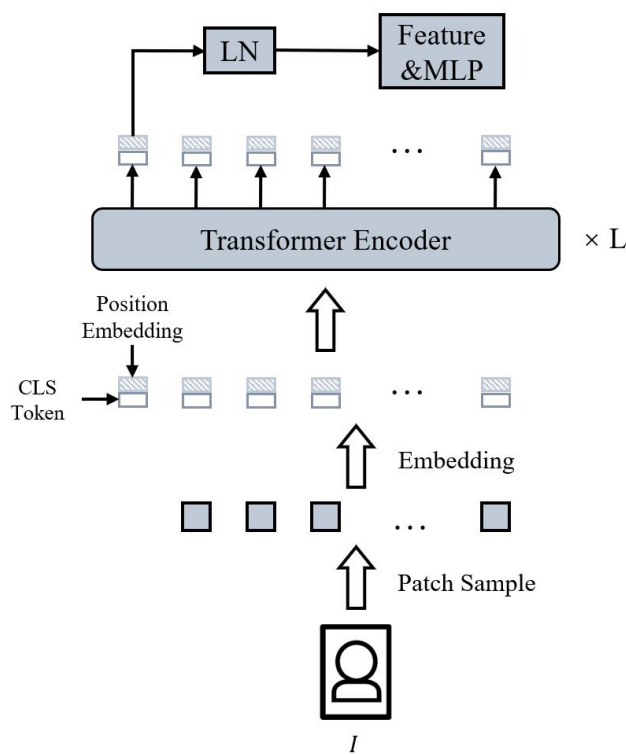 LN
Feature
&MLP
...
Transformer Encoder
× L
Position
Embedding
CLS
Token
...
Embedding
...
Patch Sample
I